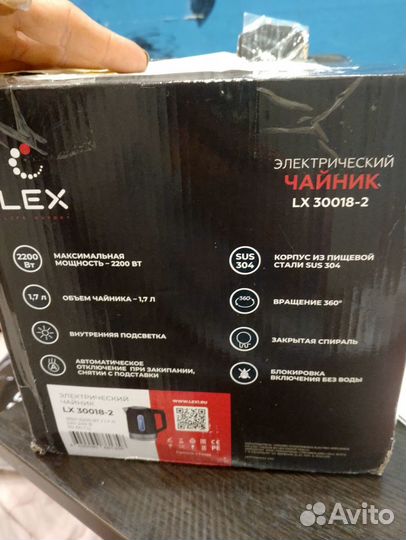 LEX
ЭЛЕКТРИЧЕСКИЙ
ЧАЙНИК
LX 30018-2
2200
Вт
МАКСИМАЛЬНАЯ
МОЩНОСТЬ – 2200 ВТ
1,7 л
ОБЪЕМ ЧАЙНИКА – 1,7 Л
ВНУТРЕННЯЯ ПОДСВЕТКА
АВТОМАТИЧЕСКОЕ
ОТКЛЮЧЕНИЕ ПРИ ЗАКИПАНИИ,
СНЯТИИ С ПОДСТАВКИ
SUS
304
КОРПУС ИЗ ПИЩЕВОЙ
СТАЛИ SUS 304
360°
ВРАЩЕНИЕ 360°
ЗАКРЫТАЯ СПИРАЛЬ
БЛОКИРОВКА
ВКЛЮЧЕНИЯ БЕЗ ВОДЫ
ЭЛЕКТРИЧЕСКИЙ
ЧАЙНИК
LX 30018-2
WWW.LEX1.EU
Avito